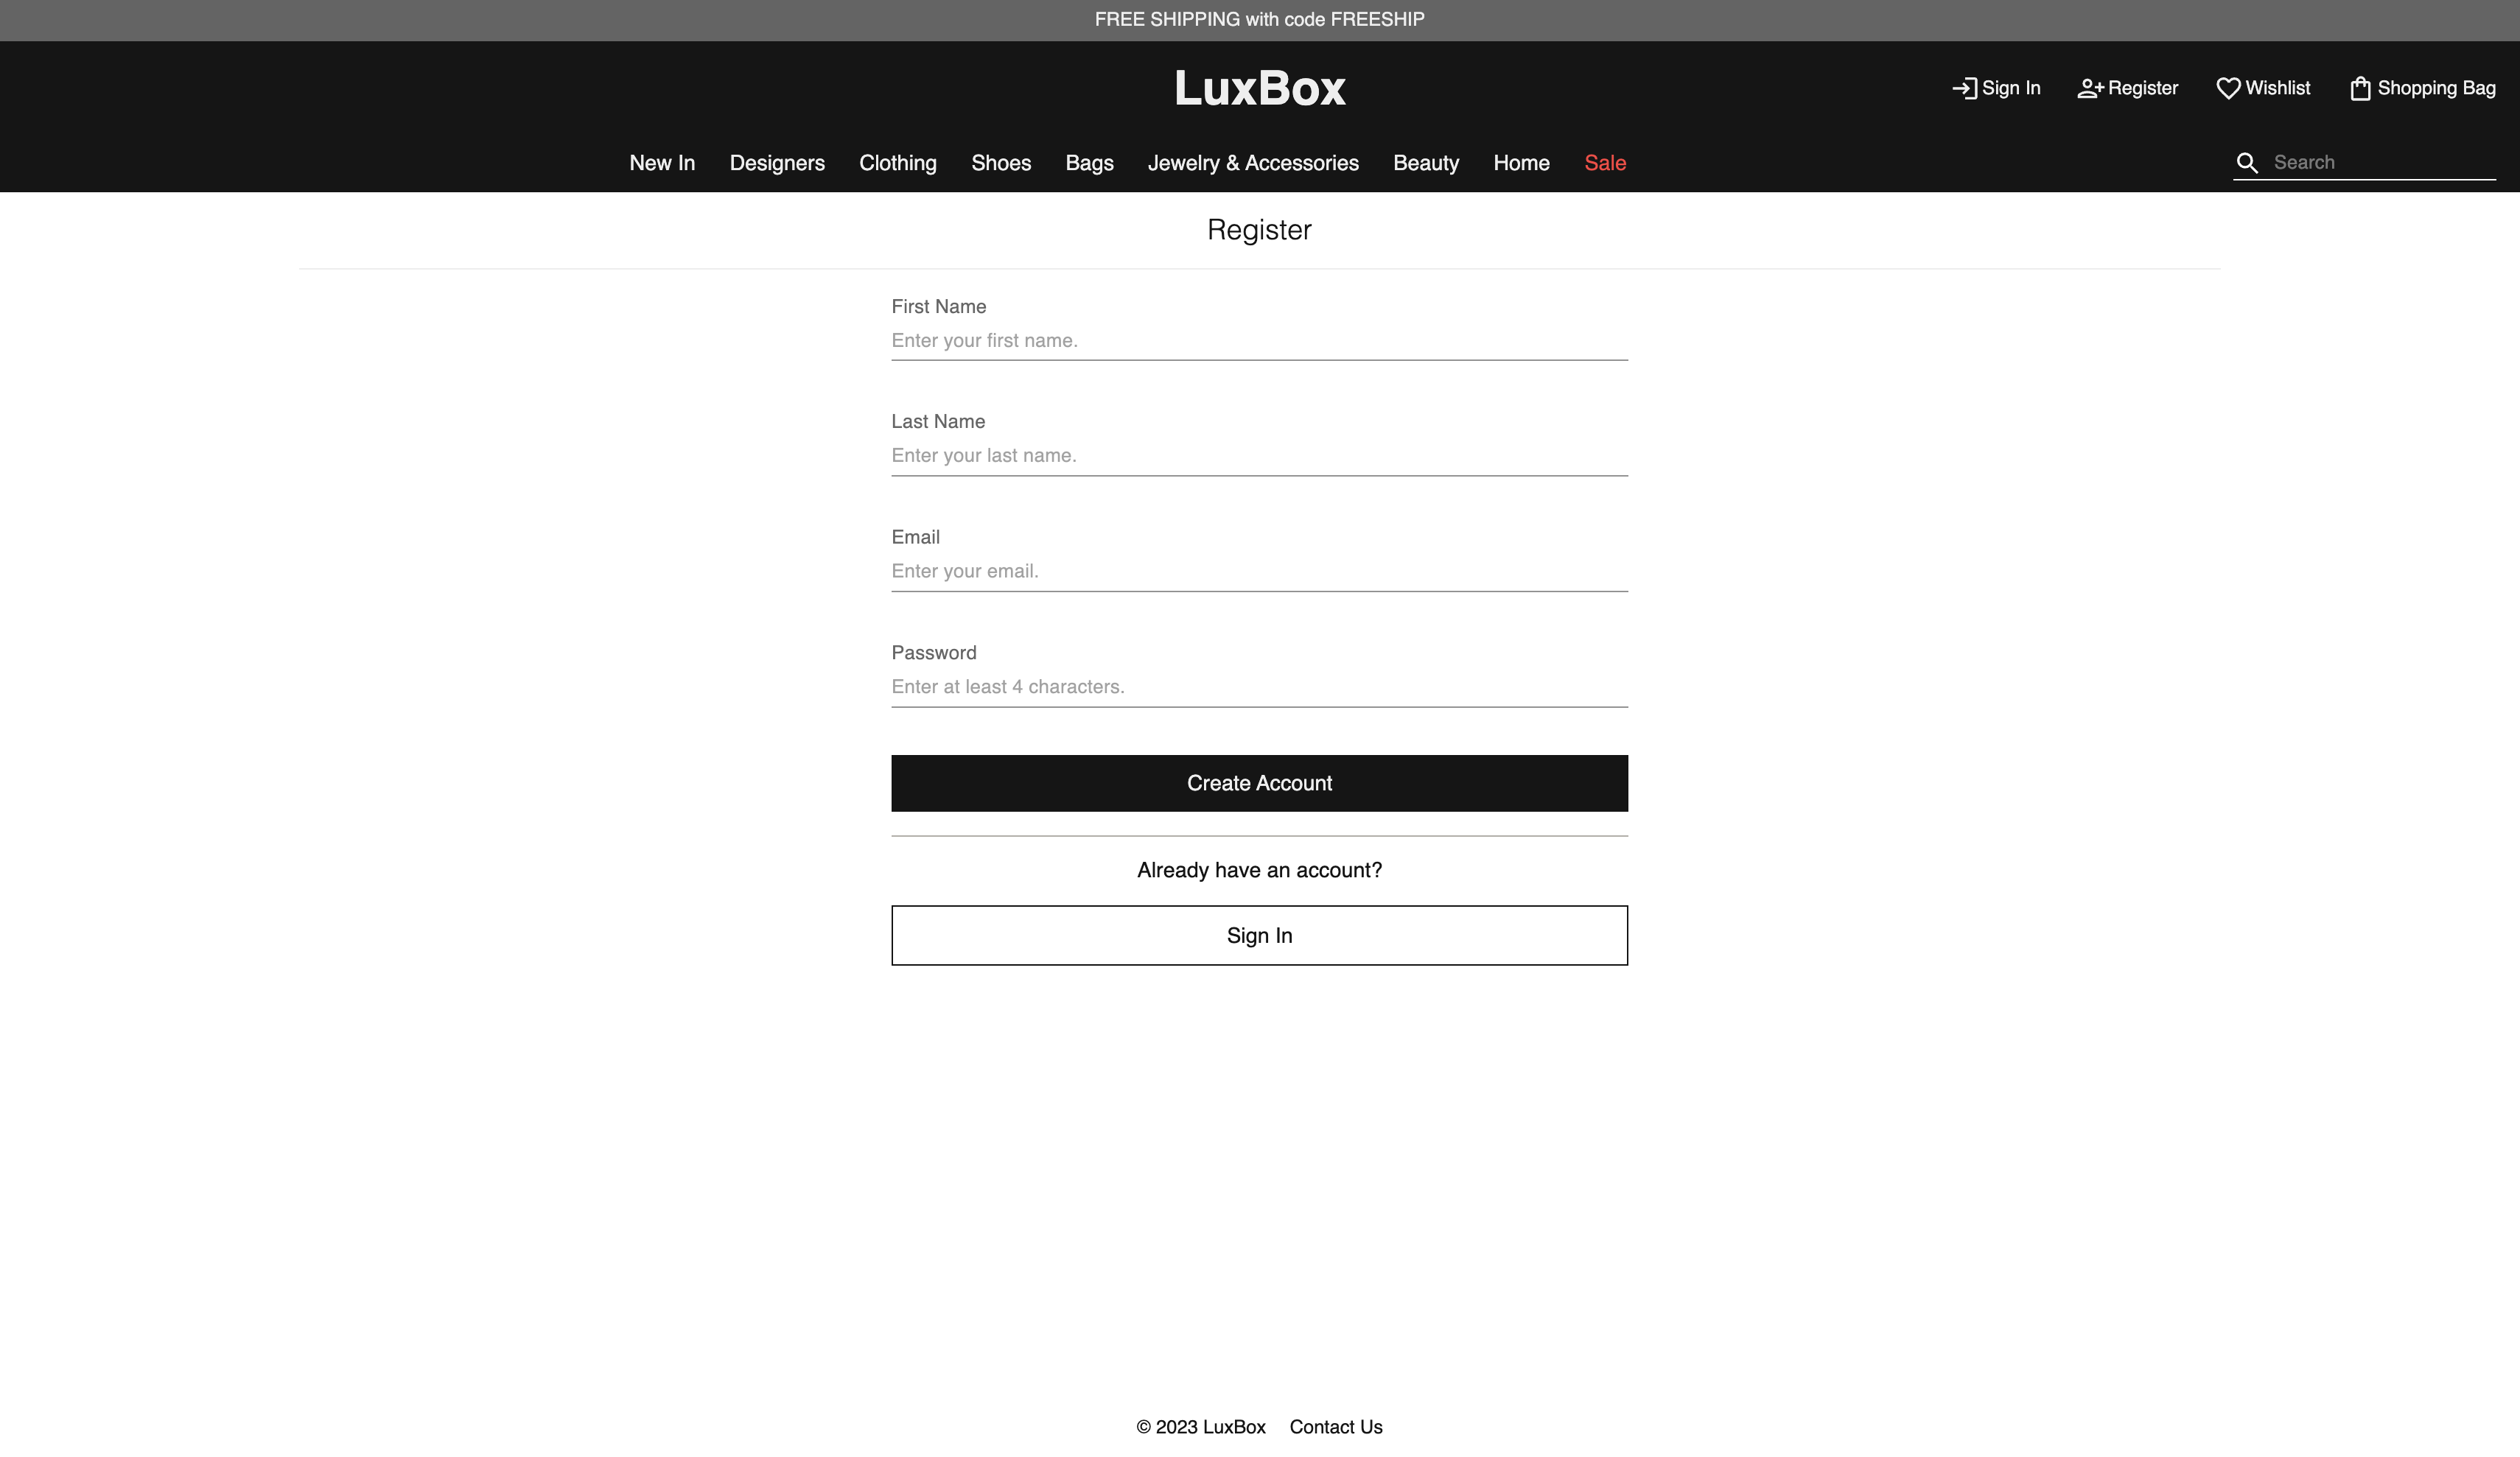 FREE SHIPPING with code FREESHIP
LuxBox
Sign In Register Wishlist Shopping Bag
New In Designers Clothing Shoes Bags Jewelry & Accessories Beauty Home Sale Search
Register
First Name
Enter your first name.
Last Name
Enter your last name.
Email
Enter your email.
Password
Enter at least 4 characters.
Create Account
Already have an account?
Sign In
© 2023 LuxBox Contact Us